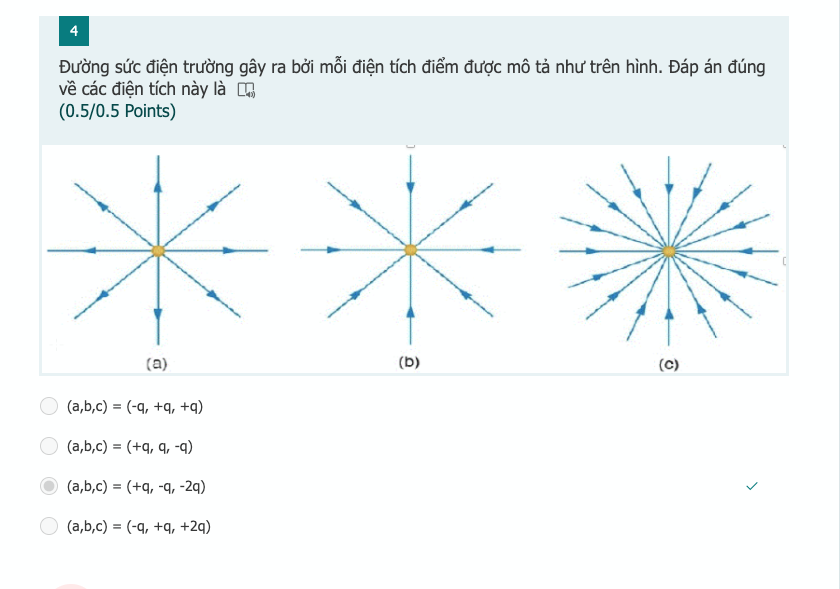 4
Đường sức điện trường gây ra bởi mỗi điện tích điểm được mô tả như trên hình. Đáp án đúng
về các điện tích này là
(0.5/0.5 Points)
(a)
(b)
(c)
(a,b,c) = (-q, +q, +q)
(a,b,c) = (+q, q, -q)
(a,b,c) = (+q, -q, -2q)
(a,b,c) = (-q, +q, +2q)